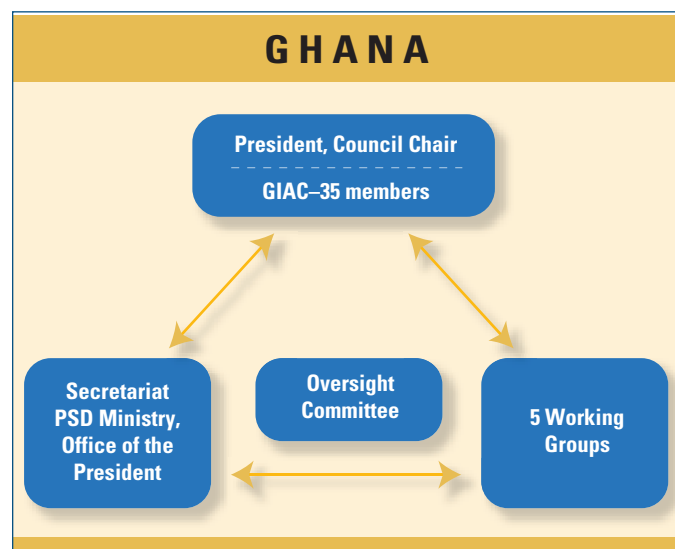 GHANA
President, Council Chair
GIAC–35 members
Secretariat
PSD Ministry,
Office of the
President
Oversight
Committee
5 Working
Groups